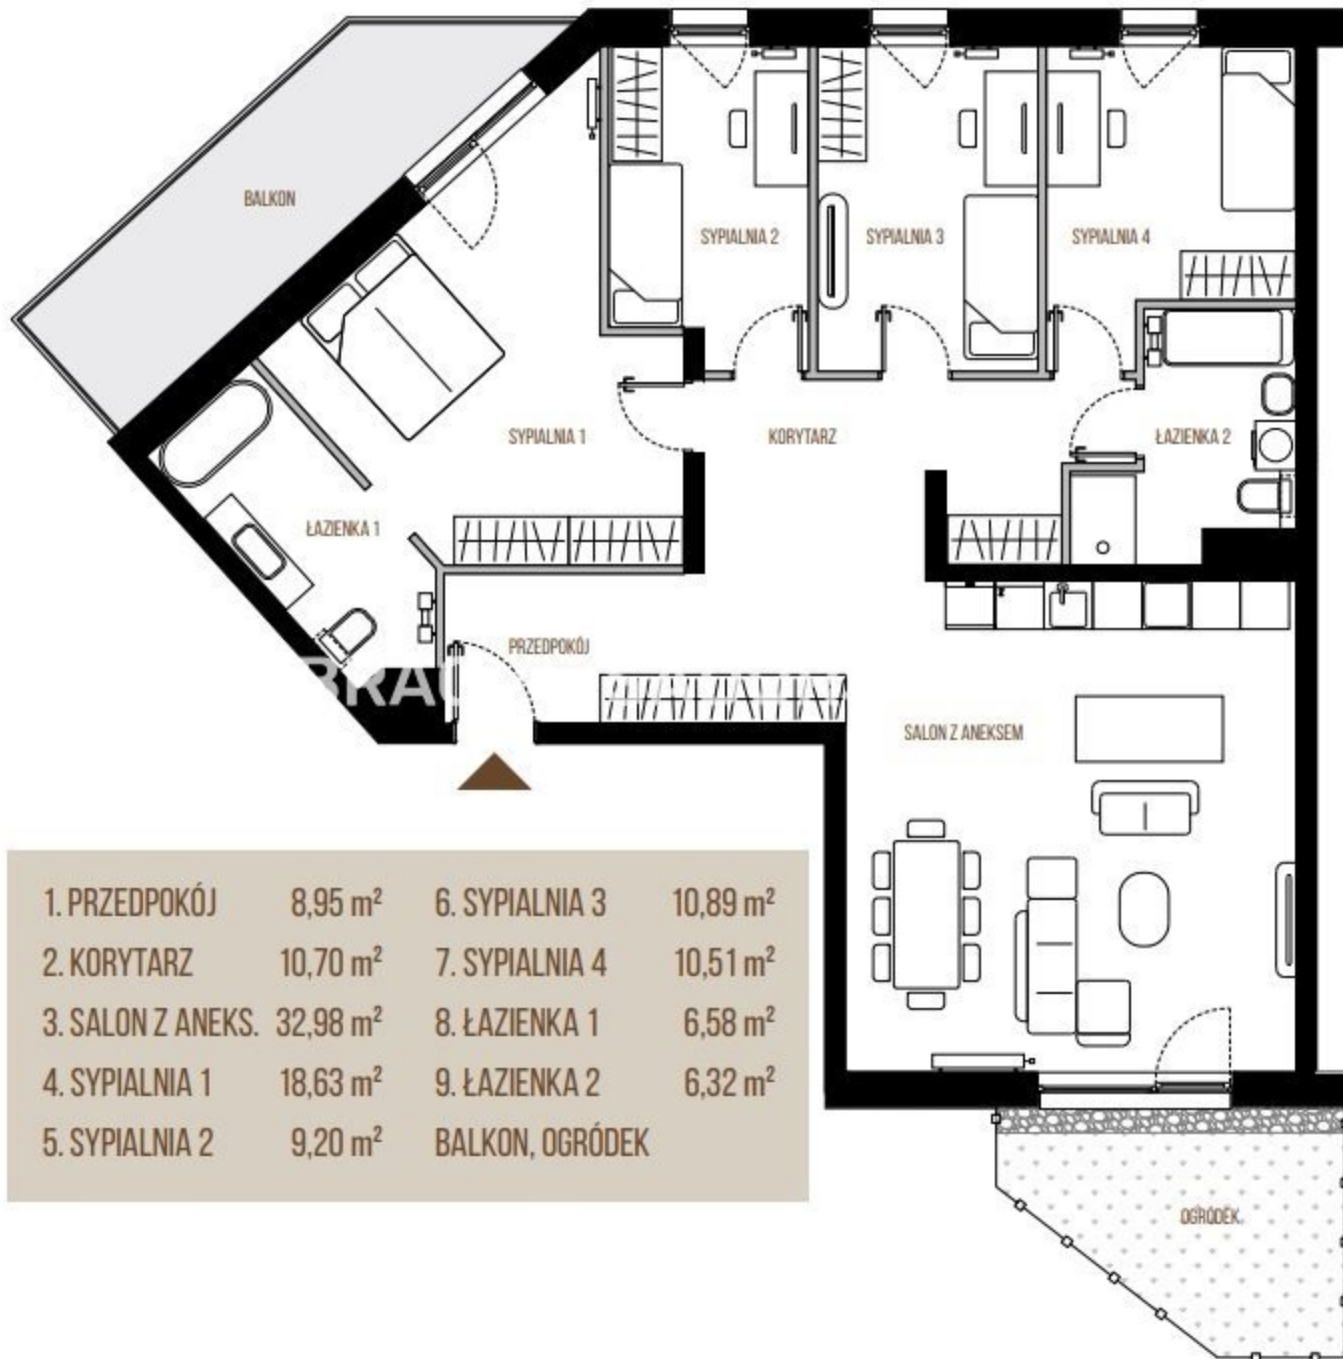 BALKON
SYPIALNIA 2
SYPIALNIA 3
SYPIALNIA 4
SYPIALNIA 1
KORYTARZ
ŁAZIENKA 2
ŁAZIENKA 1
PRZEDPOKÓJ
SALON Z ANEKSEM
1. PRZEDPOKÓJ 8,95 m²
2. KORYTARZ 10,70 m²
3. SALON Z ANEKS. 32,98 m²
4. SYPIALNIA 1 18,63 m²
5. SYPIALNIA 2 9,20 m²
6. SYPIALNIA 3 10,89 m²
7. SYPIALNIA 4 10,51 m²
8. ŁAZIENKA 1 6,58 m²
9. ŁAZIENKA 2 6,32 m²
BALKON, OGRÓDEK
OGRÓDEK